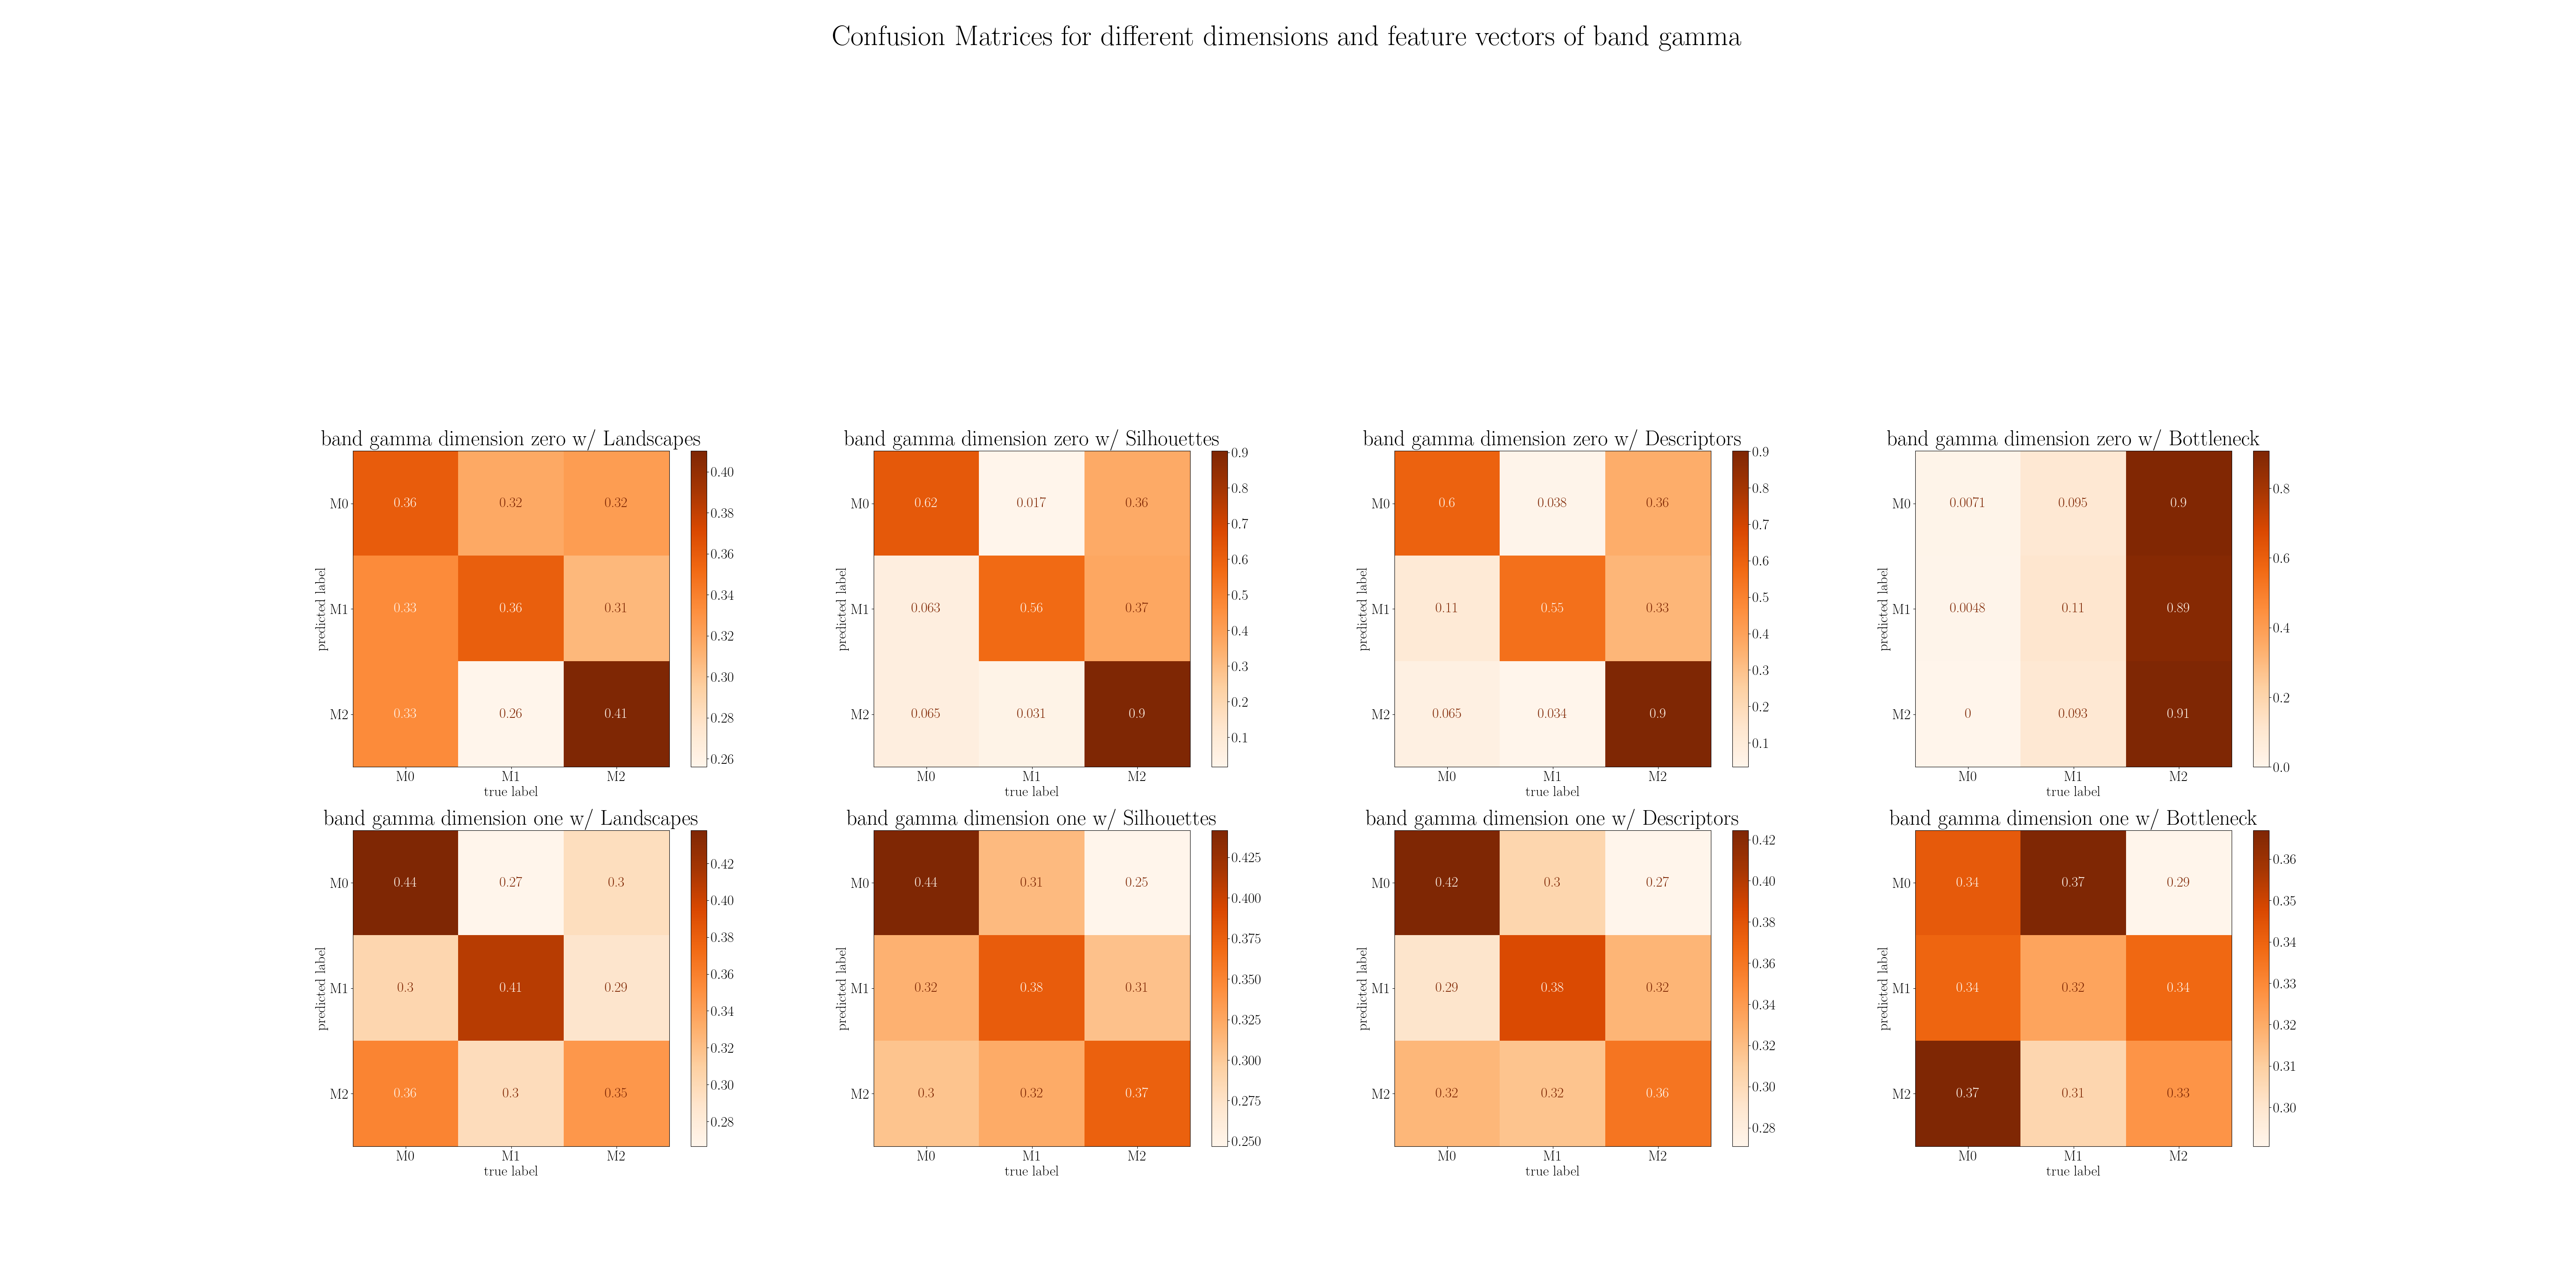 Confusion Matrices for different dimensions and feature vectors of band gamma
band gamma dimension zero w/ Landscapes
predicted label
M0 0.36 0.32 0.32
M1 0.33 0.36 0.31
M2 0.33 0.26 0.41
M0 M1 M2
true label
0.40
0.38
0.36
0.34
0.32
0.30
0.28
0.26
band gamma dimension zero w/ Silhouettes
predicted label
M0 0.62 0.017 0.36
M1 0.063 0.56 0.37
M2 0.065 0.031 0.9
M0 M1 M2
true label
0.9
0.8
0.7
0.6
0.5
0.4
0.3
0.2
0.1
band gamma dimension zero w/ Descriptors
predicted label
M0 0.6 0.038 0.36
M1 0.11 0.55 0.33
M2 0.065 0.034 0.9
M0 M1 M2
true label
0.9
0.8
0.7
0.6
0.5
0.4
0.3
0.2
0.1
band gamma dimension zero w/ Bottleneck
predicted label
M0 0.0071 0.095 0.9
M1 0.0048 0.11 0.89
M2 0 0.093 0.91
M0 M1 M2
true label
0.8
0.6
0.4
0.2
0.0
band gamma dimension one w/ Landscapes
predicted label
M0 0.44 0.27 0.3
M1 0.3 0.41 0.29
M2 0.36 0.3 0.35
M0 M1 M2
true label
0.42
0.40
0.38
0.36
0.34
0.32
0.30
0.28
band gamma dimension one w/ Silhouettes
predicted label
M0 0.44 0.31 0.25
M1 0.32 0.38 0.31
M2 0.3 0.32 0.37
M0 M1 M2
true label
0.425
0.400
0.375
0.350
0.325
0.300
0.275
0.250
band gamma dimension one w/ Descriptors
predicted label
M0 0.42 0.3 0.27
M1 0.29 0.38 0.32
M2 0.32 0.32 0.36
M0 M1 M2
true label
0.42
0.40
0.38
0.36
0.34
0.32
0.30
0.28
band gamma dimension one w/ Bottleneck
predicted label
M0 0.34 0.37 0.29
M1 0.34 0.32 0.34
M2 0.37 0.31 0.33
M0 M1 M2
true label
0.36
0.35
0.34
0.33
0.32
0.31
0.30